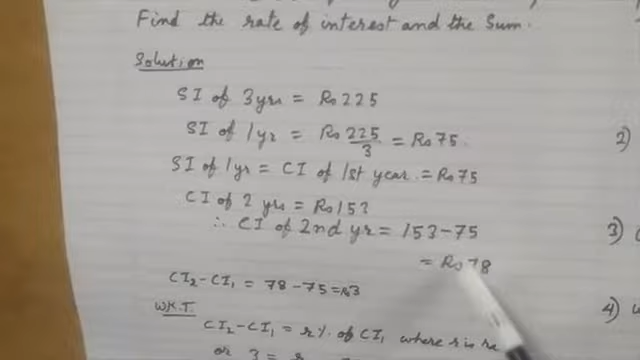 Find the rate of interest and the Sum.
Solution
SI of 3yrs = Rs 225
SI of 1yr = Rs 225/3 = Rs 75.
SI of 1yr = CI of 1st year = Rs 75
CI of 2 yrs = Rs 153
∴ CI of 2nd yr = 153-75
= Rs 78
CI₂-CI₁ = 78-75=Rs3
W.K.T.
CI₂-CI₁ = r% of CI₁ where r is
or 3 =
2)
3)
4)